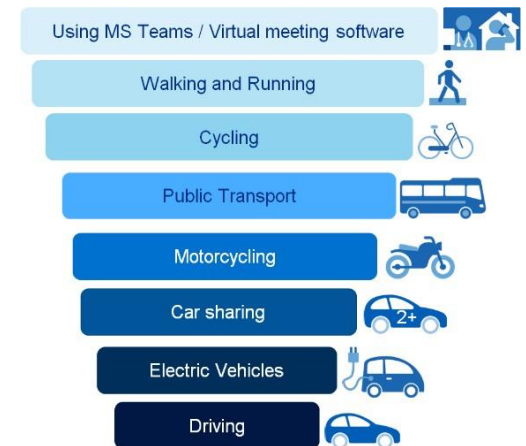 Using MS Teams / Virtual meeting software
Walking and Running
Cycling
Public Transport
Motorcycling
Car sharing
2+
Electric Vehicles
Driving